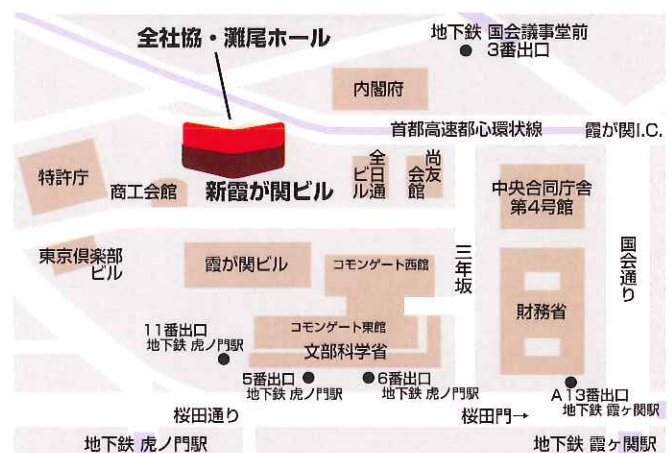 全社協・灘尾ホール
地下鉄 国会議事堂前
3番出口
内閣府
首都高速都心環状線
霞が関I.C.
特許庁
商工会館
新霞が関ビル
全日通
ビル
尚友
会館
中央合同庁舎
第4号館
東京倶楽部
ビル
霞が関ビル
コモンゲート西館
三年坂
国会通り
コモンゲート東館
財務省
文部科学省
11番出口
地下鉄 虎ノ門駅
5番出口
地下鉄 虎ノ門駅
6番出口
地下鉄 虎ノ門駅
A13番出口
地下鉄 霞ヶ関駅
桜田通り
桜田門→
地下鉄 虎ノ門駅
地下鉄 霞ヶ関駅